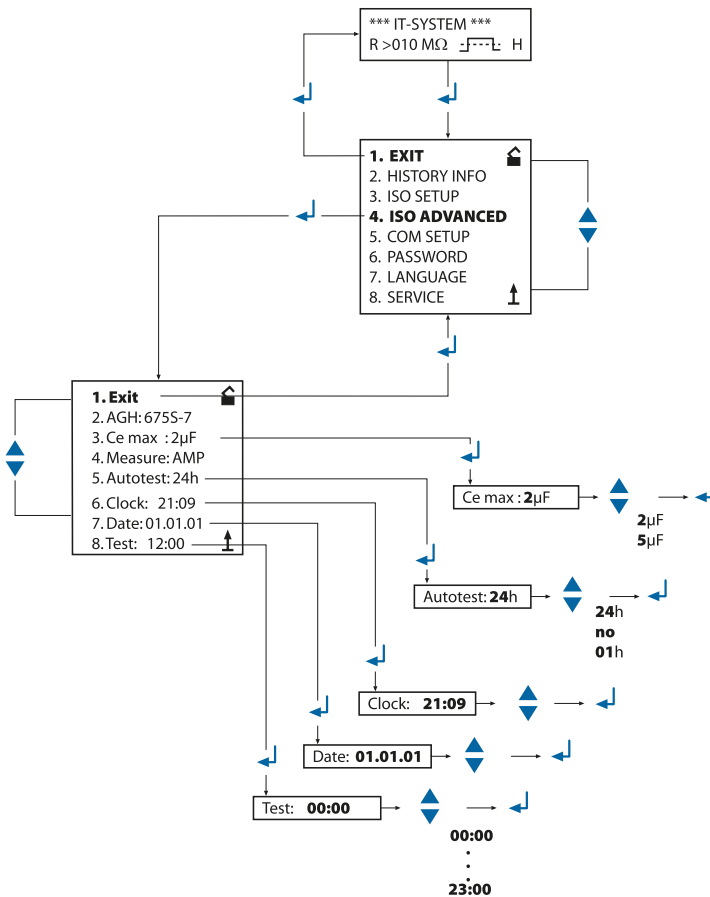 *** IT-SYSTEM ***
R >010 MΩ H
1. EXIT
2. HISTORY INFO
3. ISO SETUP
4. ISO ADVANCED
5. COM SETUP
6. PASSWORD
7. LANGUAGE
8. SERVICE
1. Exit
2. AGH: 675S-7
3. Ce max : 2µF
4. Measure: AMP
5. Autotest: 24h
6. Clock: 21:09
7. Date: 01.01.01
8. Test: 12:00
Ce max : 2µF
2µF
5µF
Autotest: 24h
24h
no
01h
Clock: 21:09
Date: 01.01.01
Test: 00:00
00:00
23:00